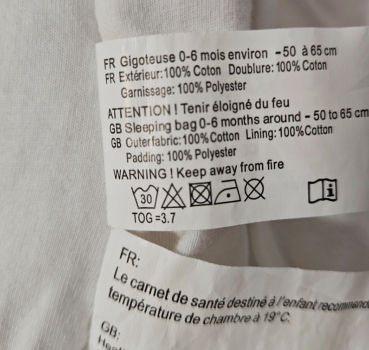 FR Gigoteuse 0-6 mois environ - 50 à 65 cm
FR Extérieur: 100% Coton Doublure: 100% Coton
Garnissage: 100% Polyester
ATTENTION ! Tenir éloigné du feu
GB Sleeping bag 0-6 months around - 50 to 65 cm
GB Outer fabric: 100% Cotton Lining: 100% Cotton
Padding: 100% Polyester
WARNING ! Keep away from fire
30
TOG =3.7
FR:
Le carnet de santé destiné à l'enfant
température de chambre à 19°C.
GB: